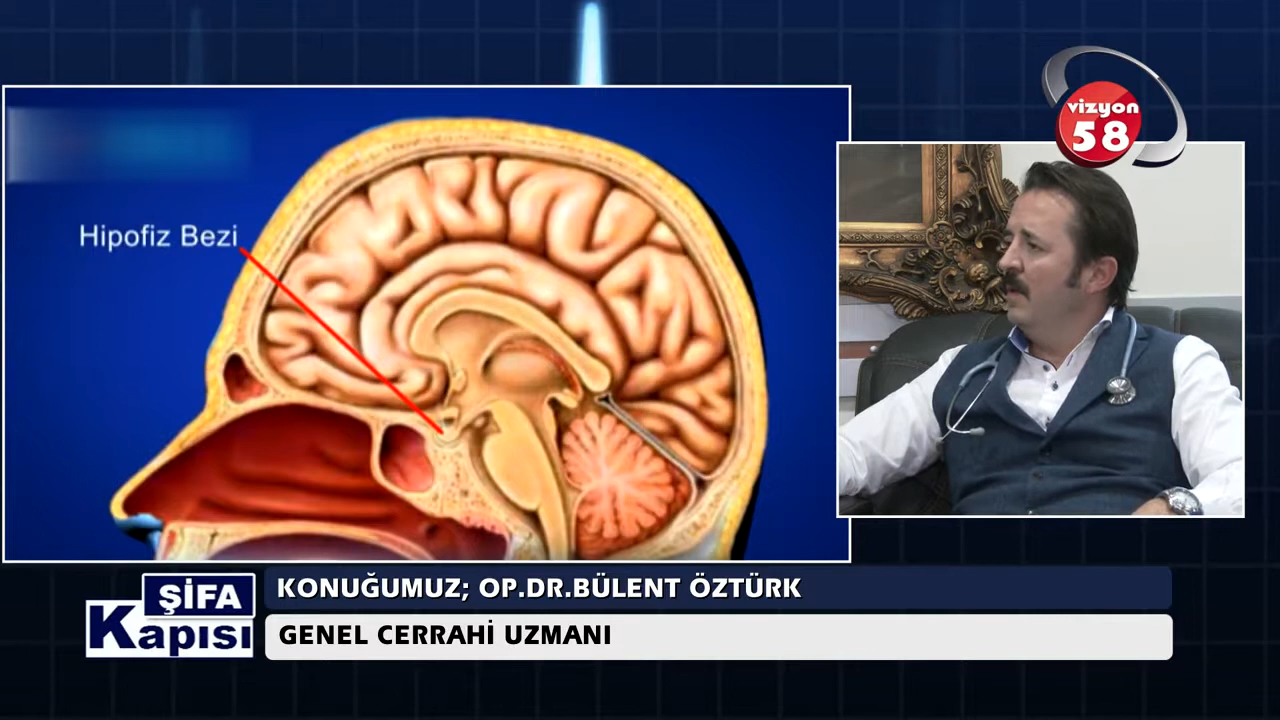 vizyon
58
Hipofiz Bezi
ŞİFA
Kapısı
KONUĞUMUZ; OP.DR.BÜLENT ÖZTÜRK
GENEL CERRAHİ UZMANI